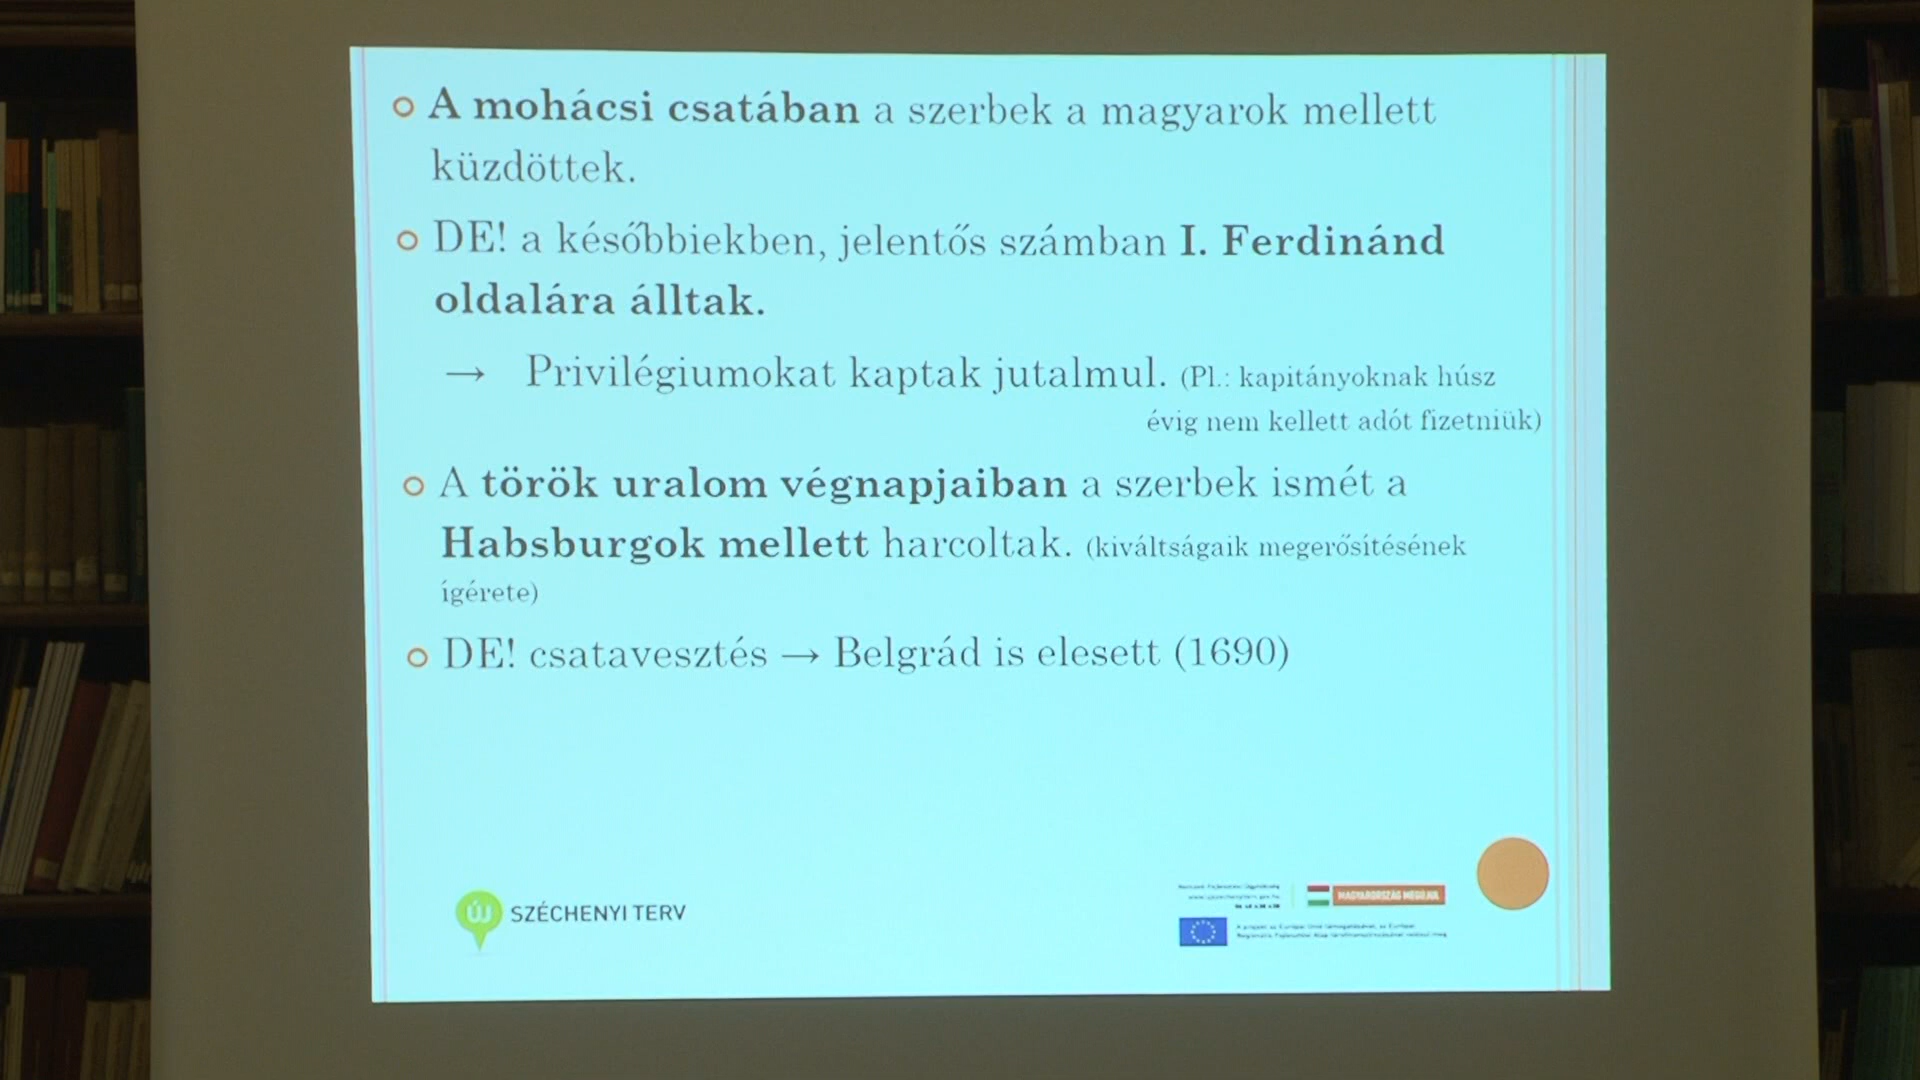 A mohácsi csatában a szerbek a magyarok mellett
küzdöttek.
DE! a későbbiekben, jelentős számban I. Ferdinánd
oldalára álltak.
→ Privilégiumokat kaptak jutalmul. (Pl.: kapitányoknak húsz
évig nem kellett adót fizetniük)
A török uralom végnapjaiban a szerbek ismét a
Habsburgok mellett harcoltak. (kiváltságaik megerősítésének
ígérete)
DE! csatavesztés → Belgrád is elesett (1690)
ÚJ SZÉCHENYI TERV
MAGYARORSZÁG MEGÚJUL